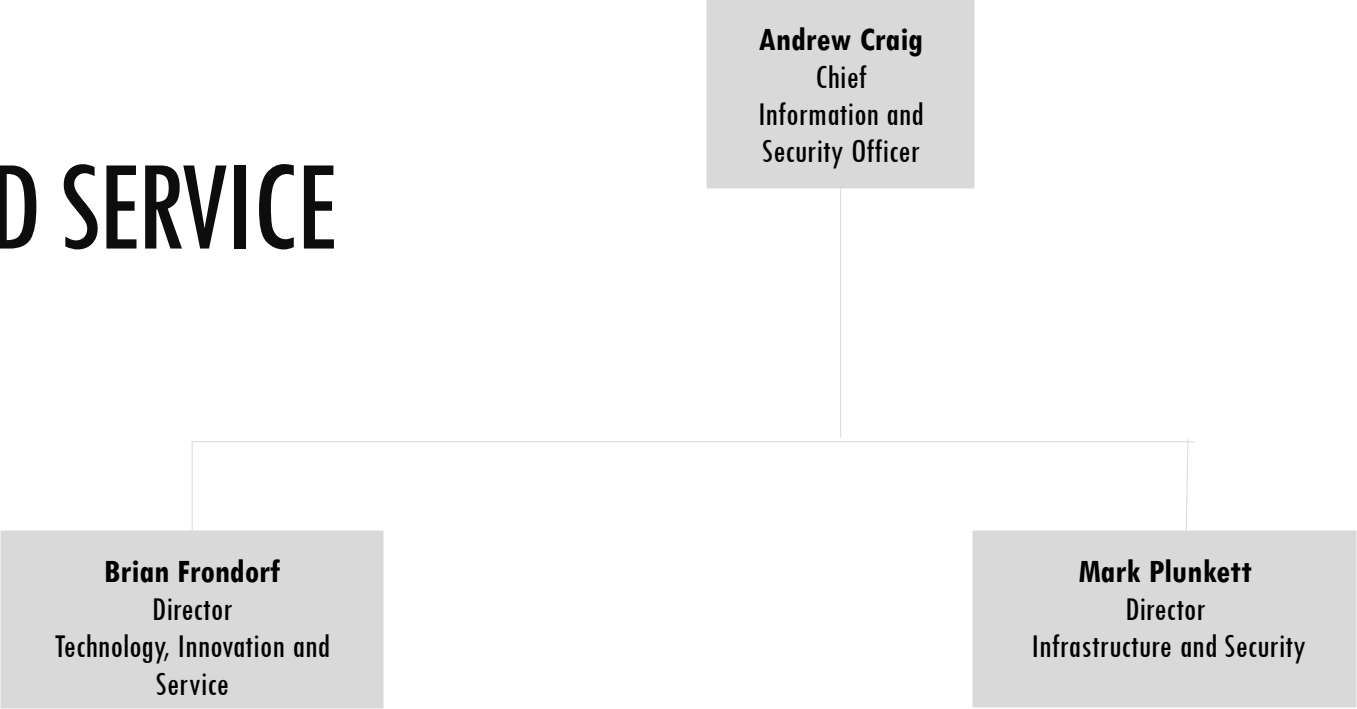 Andrew Craig
Chief
Information and
Security Officer
D SERVICE
Brian Frondorf
Director
Technology, Innovation and
Service
Mark Plunkett
Director
Infrastructure and Security